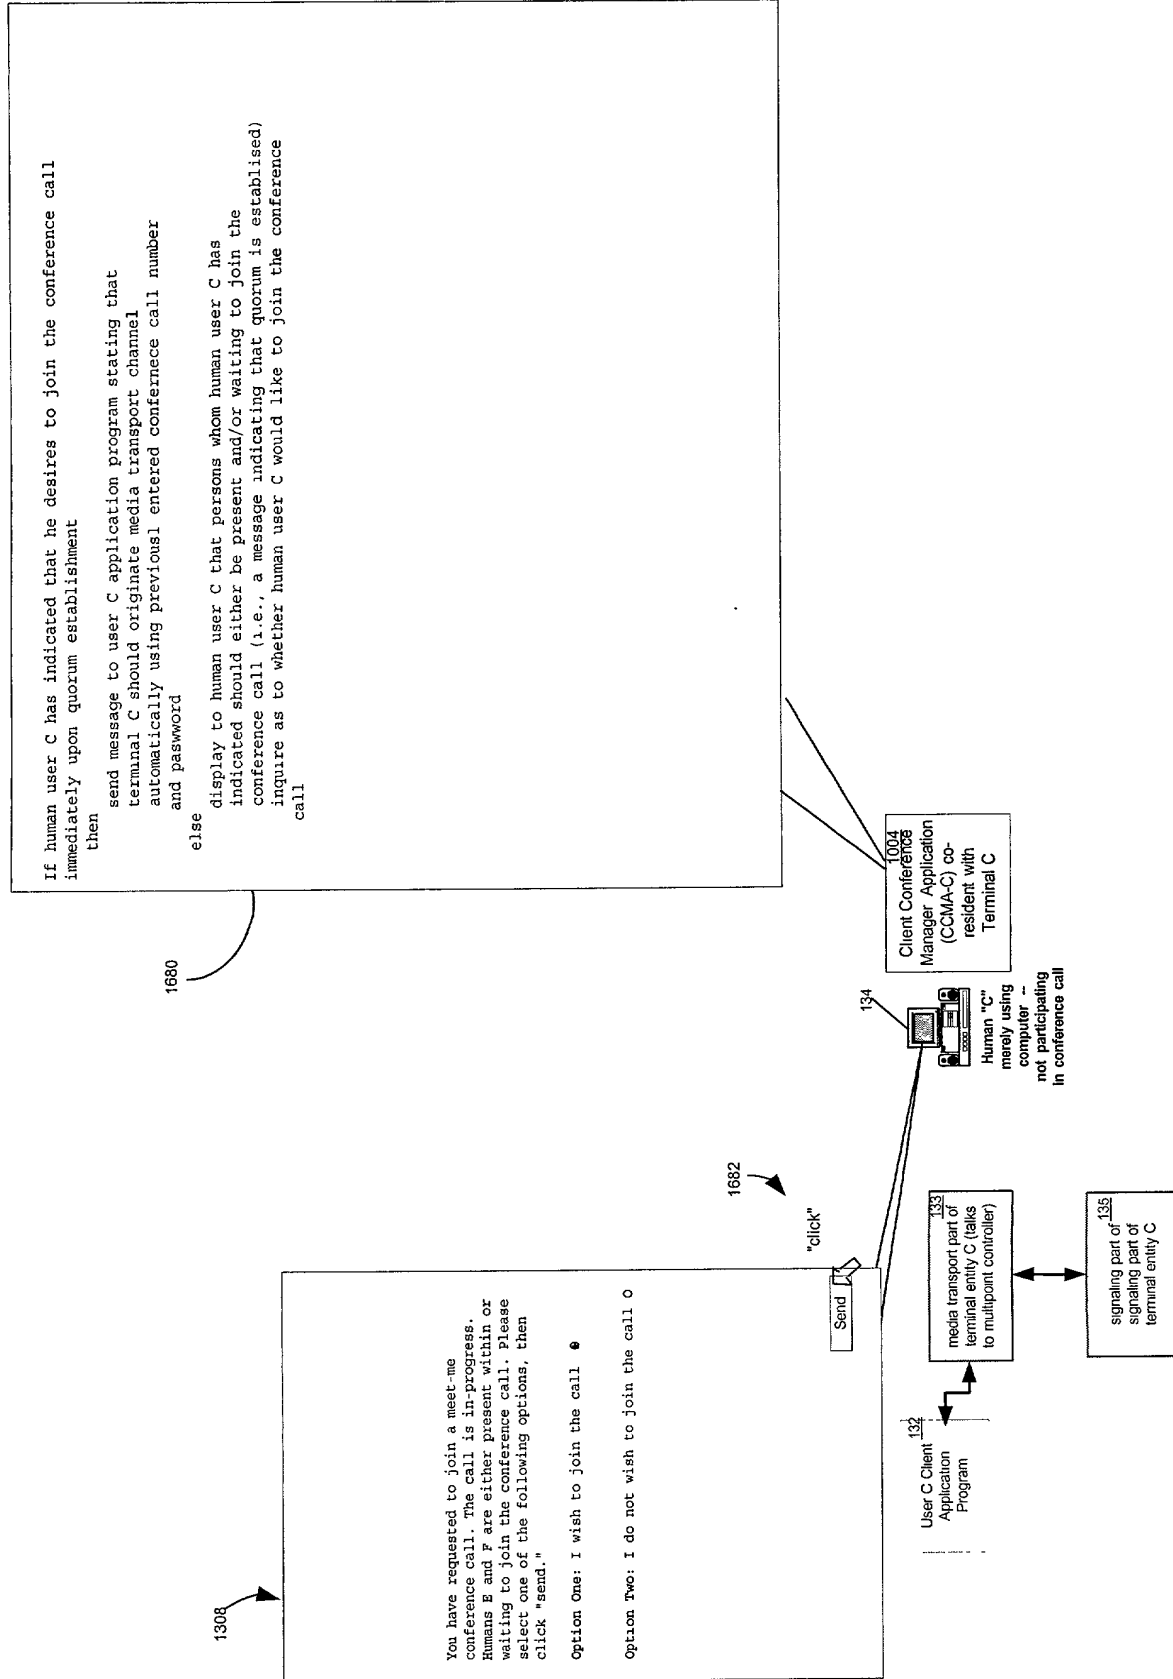 If human user C has indicated that he desires to join the conference call
immediately upon quorum establishment
then
send message to user C application program stating that
terminal C should originate media transport channel
automatically using previousl entered confernece call number
and paswword
else
display to human user C that persons whom human user C has
indicated should either be present and/or waiting to join the
conference call (i.e., a message indicating that quorum is establised)
inquire as to whether human user C would like to join the conference
call
1680
1004
Client Conference
Manager Application
(CCMA-C) co-
resident with
Terminal C
134
Human "C"
merely using
computer --
not participating
in conference call
1308
You have requested to join a meet-me
conference call. The call is in-progress.
Humans E and F are either present within or
waiting to join the conference call. Please
select one of the following options, then
click "send."
Option One: I wish to join the call
Option Two: I do not wish to join the call O
Send
"click"
1682
User C Client 132
Application
Program
133
media transport part of
terminal entity C (talks
to multipoint controller)
135
signaling part of
signaling part of
terminal entity C